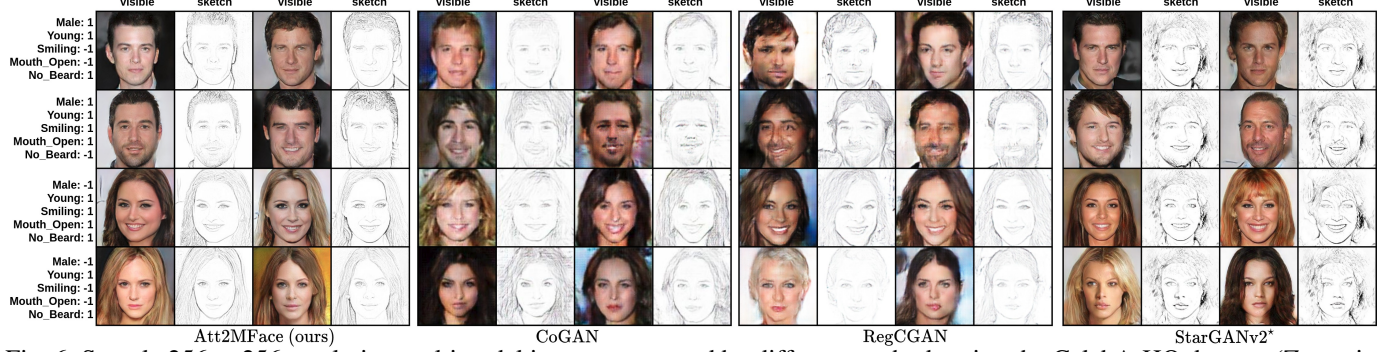 visible sketch visible sketch visible sketch visible sketch visible sketch visible sketch visible sketch visible sketch
Male: 1
Young: 1
Smiling: -1
Mouth_Open: -1
No_Beard: 1
Male: 1
Young: 1
Smiling: 1
Mouth_Open: 1
No_Beard: -1
Male: -1
Young: 1
Smiling: 1
Mouth_Open: 1
No_Beard: 1
Male: -1
Young: 1
Smiling: -1
Mouth_Open: -1
No_Beard: 1
Att2MFace (ours) CoGAN RegCGAN StarGANv2*